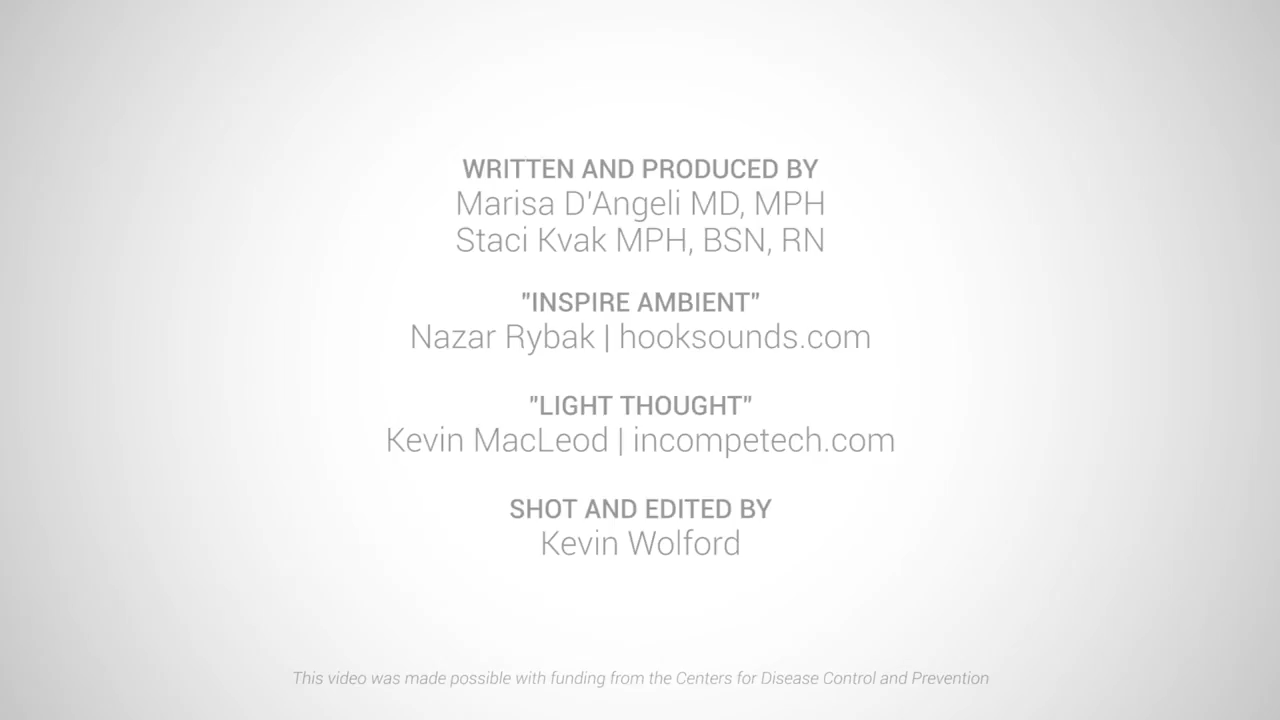 WRITTEN AND PRODUCED BY
Marisa D'Angeli MD, MPH
Staci Kvak MPH, BSN, RN
"INSPIRE AMBIENT"
Nazar Rybak | hooksounds.com
"LIGHT THOUGHT"
Kevin MacLeod | incompetech.com
SHOT AND EDITED BY
Kevin Wolford
This video was made possible with funding from the Centers for Disease Control and Prevention